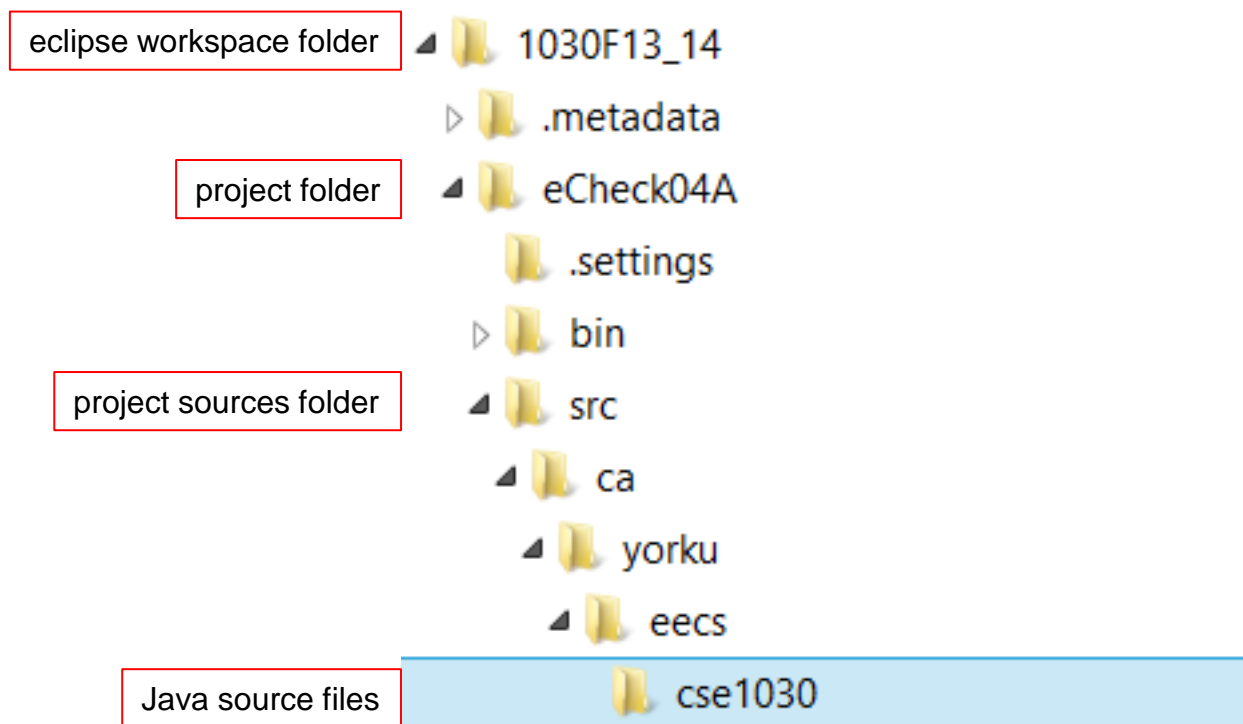 eclipse workspace folder 1030F13_14
.metadata
project folder eCheck04A
.settings
bin
project sources folder src
ca
yorku
eecs
Java source files cse1030